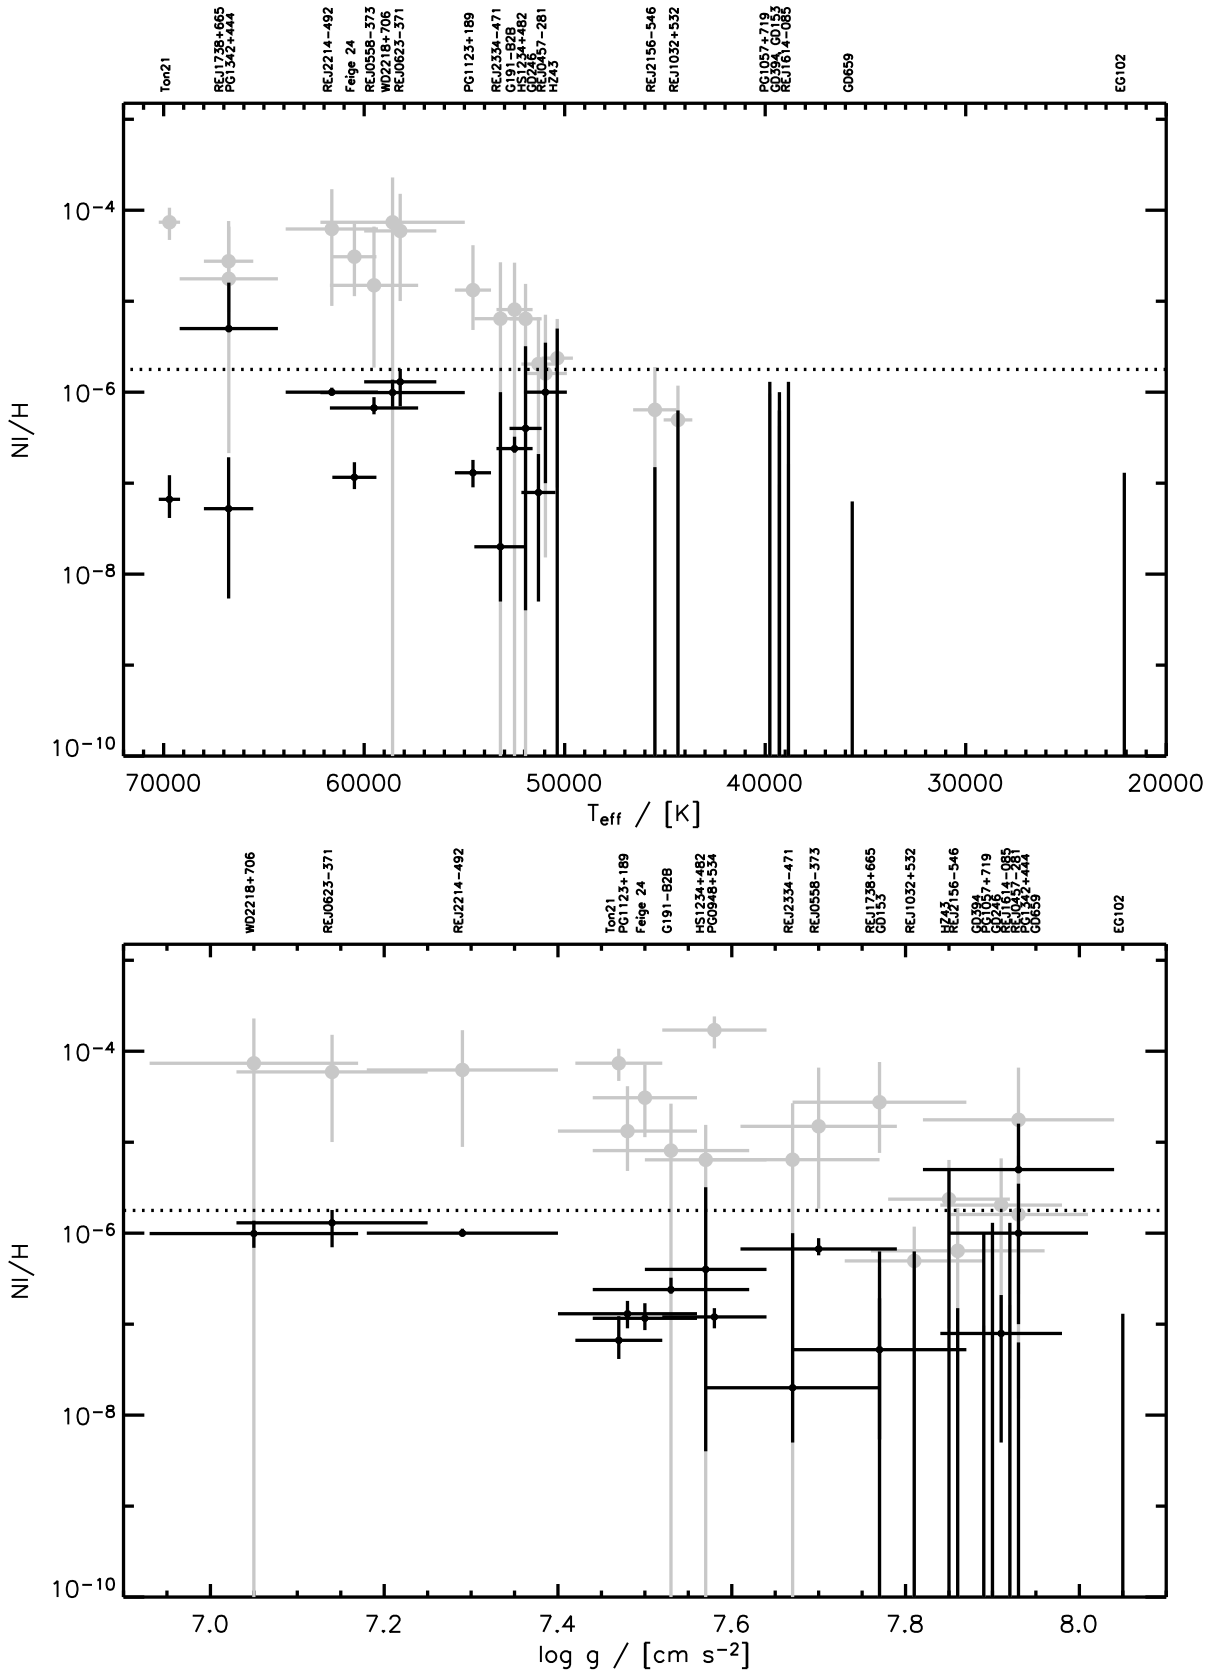 Ton21
REJ1738+665
PG1342+444
REJ2214-492
Feige 24
REJ0558-373
WD2218+706
REJ0623-371
PG1123+189
REJ2334-471
G191-B2B
HS1234+482
GD246
REJ0457-281
HZ43
REJ2156-546
REJ1032+532
PG1057+719
GD394, GD153
REJ1614-085
GD659
EG102
10^-4
10^-6
10^-8
10^-10
NI/H
70000 60000 50000 40000 30000 20000
T_eff / [K]
WD2218+706
REJ0623-371
REJ2214-492
Ton21
PG1123+189
Feige 24
G191-B2B
HS1234+482
PG0948+534
REJ2334-471
REJ0558-373
REJ1738+665
GD153
REJ1032+532
HZ43
REJ2156-546
GD394
PG1057+719
GD246
REJ1614-085
REJ0457-281
PG1342+444
GD659
EG102
10^-4
10^-6
10^-8
10^-10
NI/H
7.0 7.2 7.4 7.6 7.8 8.0
log g / [cm s^-2]